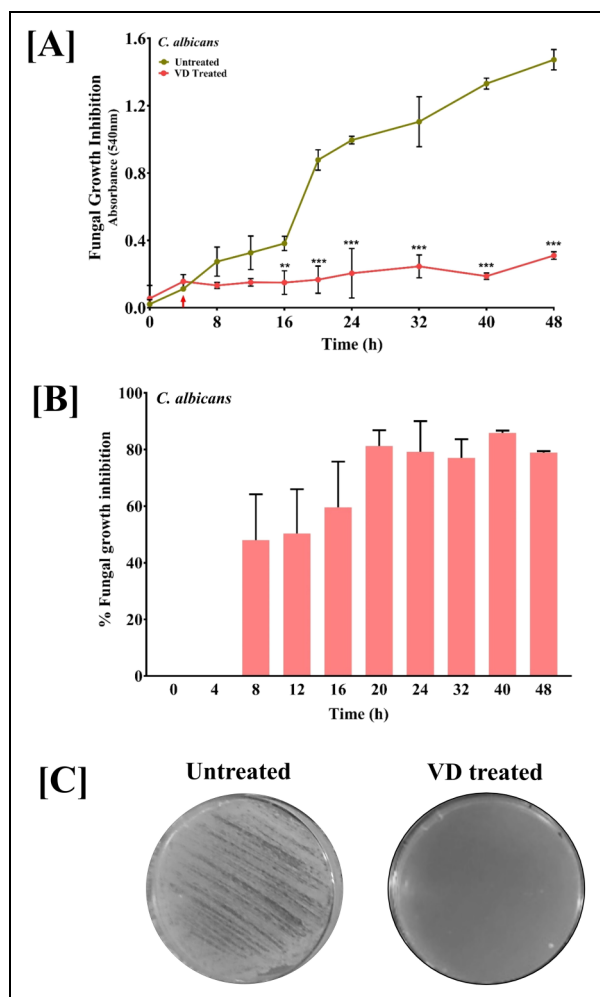 [A]
C. albicans
Untreated
VD Treated
Fungal Growth Inhibition
Absorbance (540nm)
1.6
1.2
0.8
0.4
0.0
** *** *** *** *** ***
0 8 16 24 32 40 48
Time (h)
[B]
C. albicans
% Fungal growth inhibition
100
80
60
40
20
0
0 4 8 12 16 20 24 32 40 48
Time (h)
[C]
Untreated VD treated